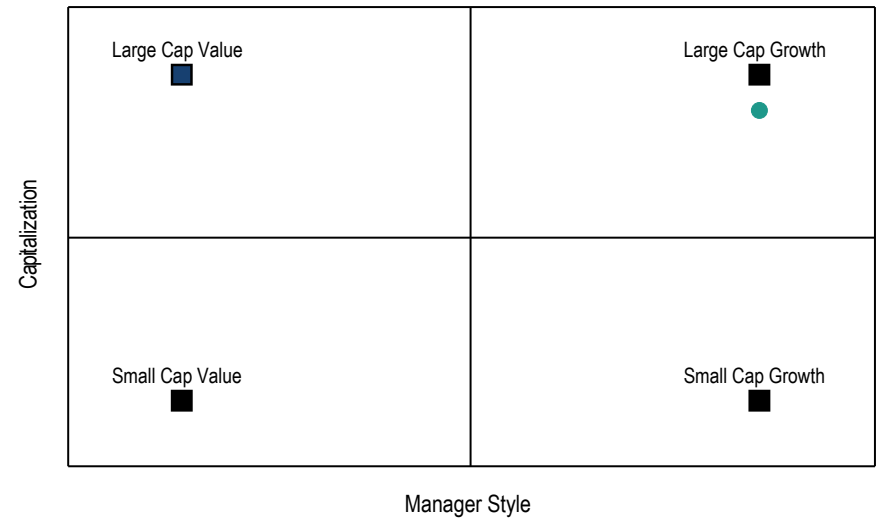 Large Cap Value
Large Cap Growth
Capitalization
Small Cap Value
Small Cap Growth
Manager Style